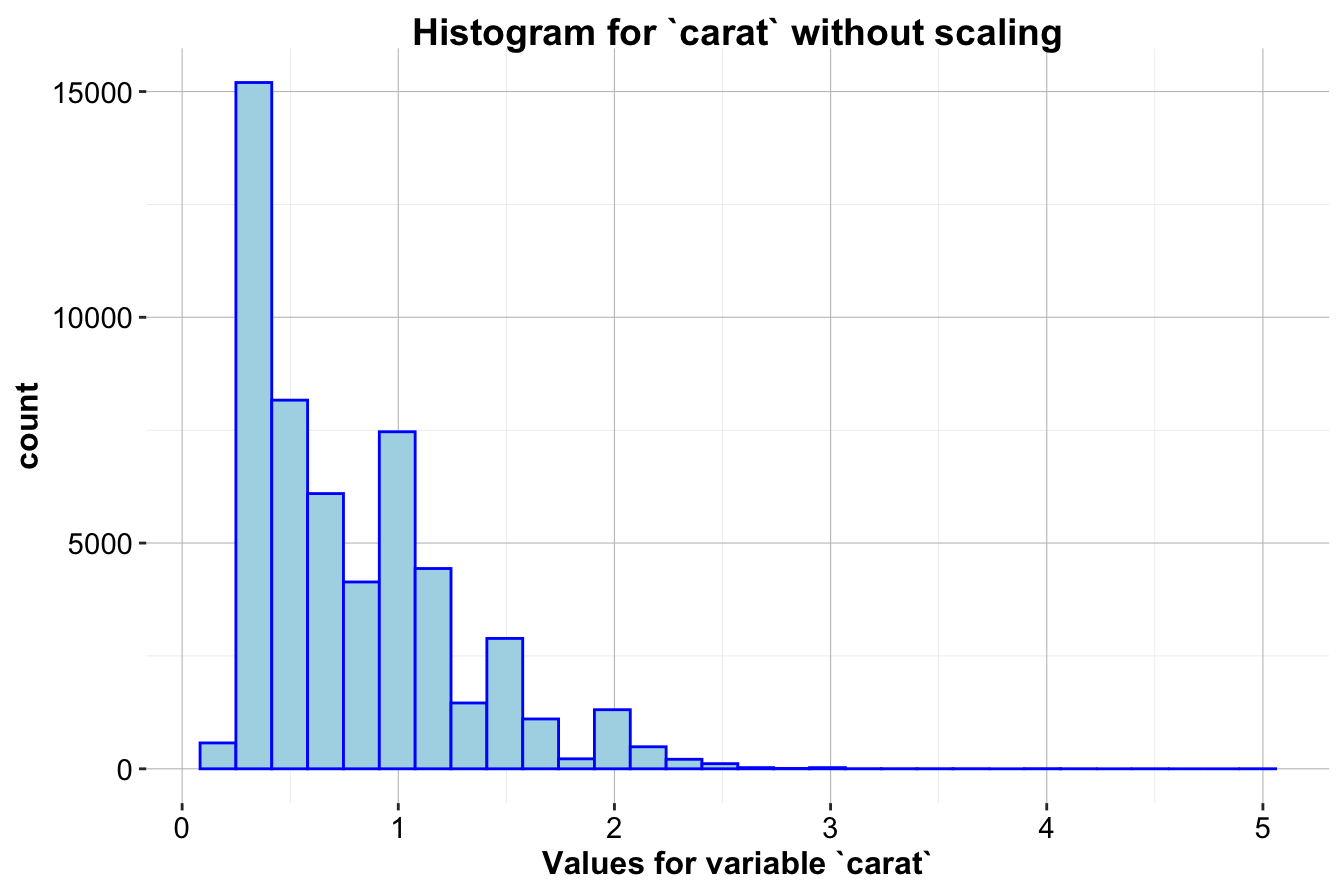 Histogram for `carat` without scaling
15000
10000
5000
0
count
0 1 2 3 4 5
Values for variable `carat`